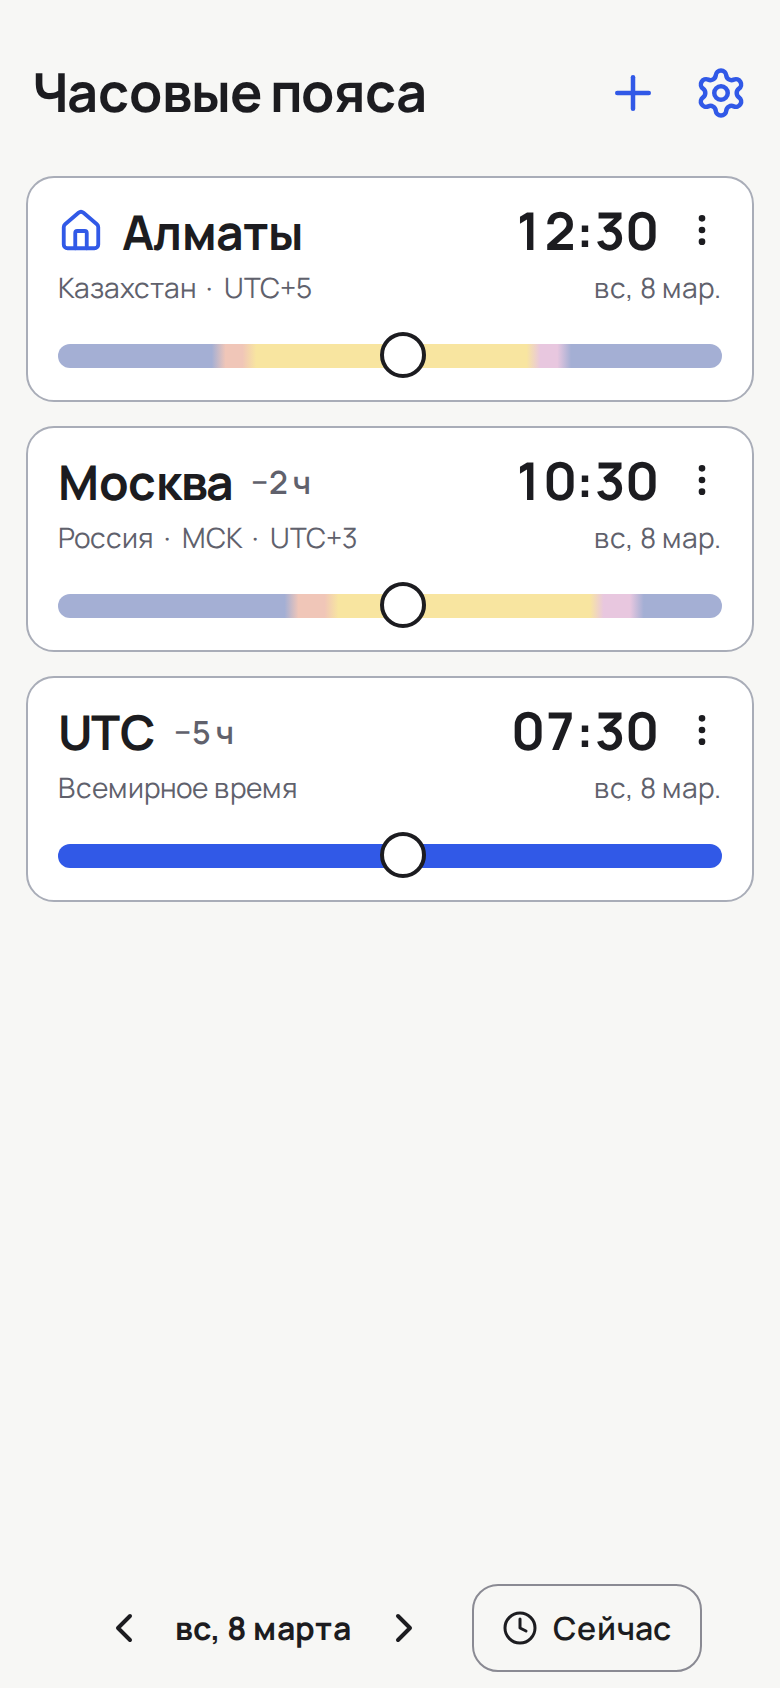 Часовые пояса
Алматы 12:30
Казахстан · UTC+5 вс, 8 мар.
Москва −2 ч 10:30
Россия · МСК · UTC+3 вс, 8 мар.
UTC −5 ч 07:30
Всемирное время вс, 8 мар.
вс, 8 марта Сейчас